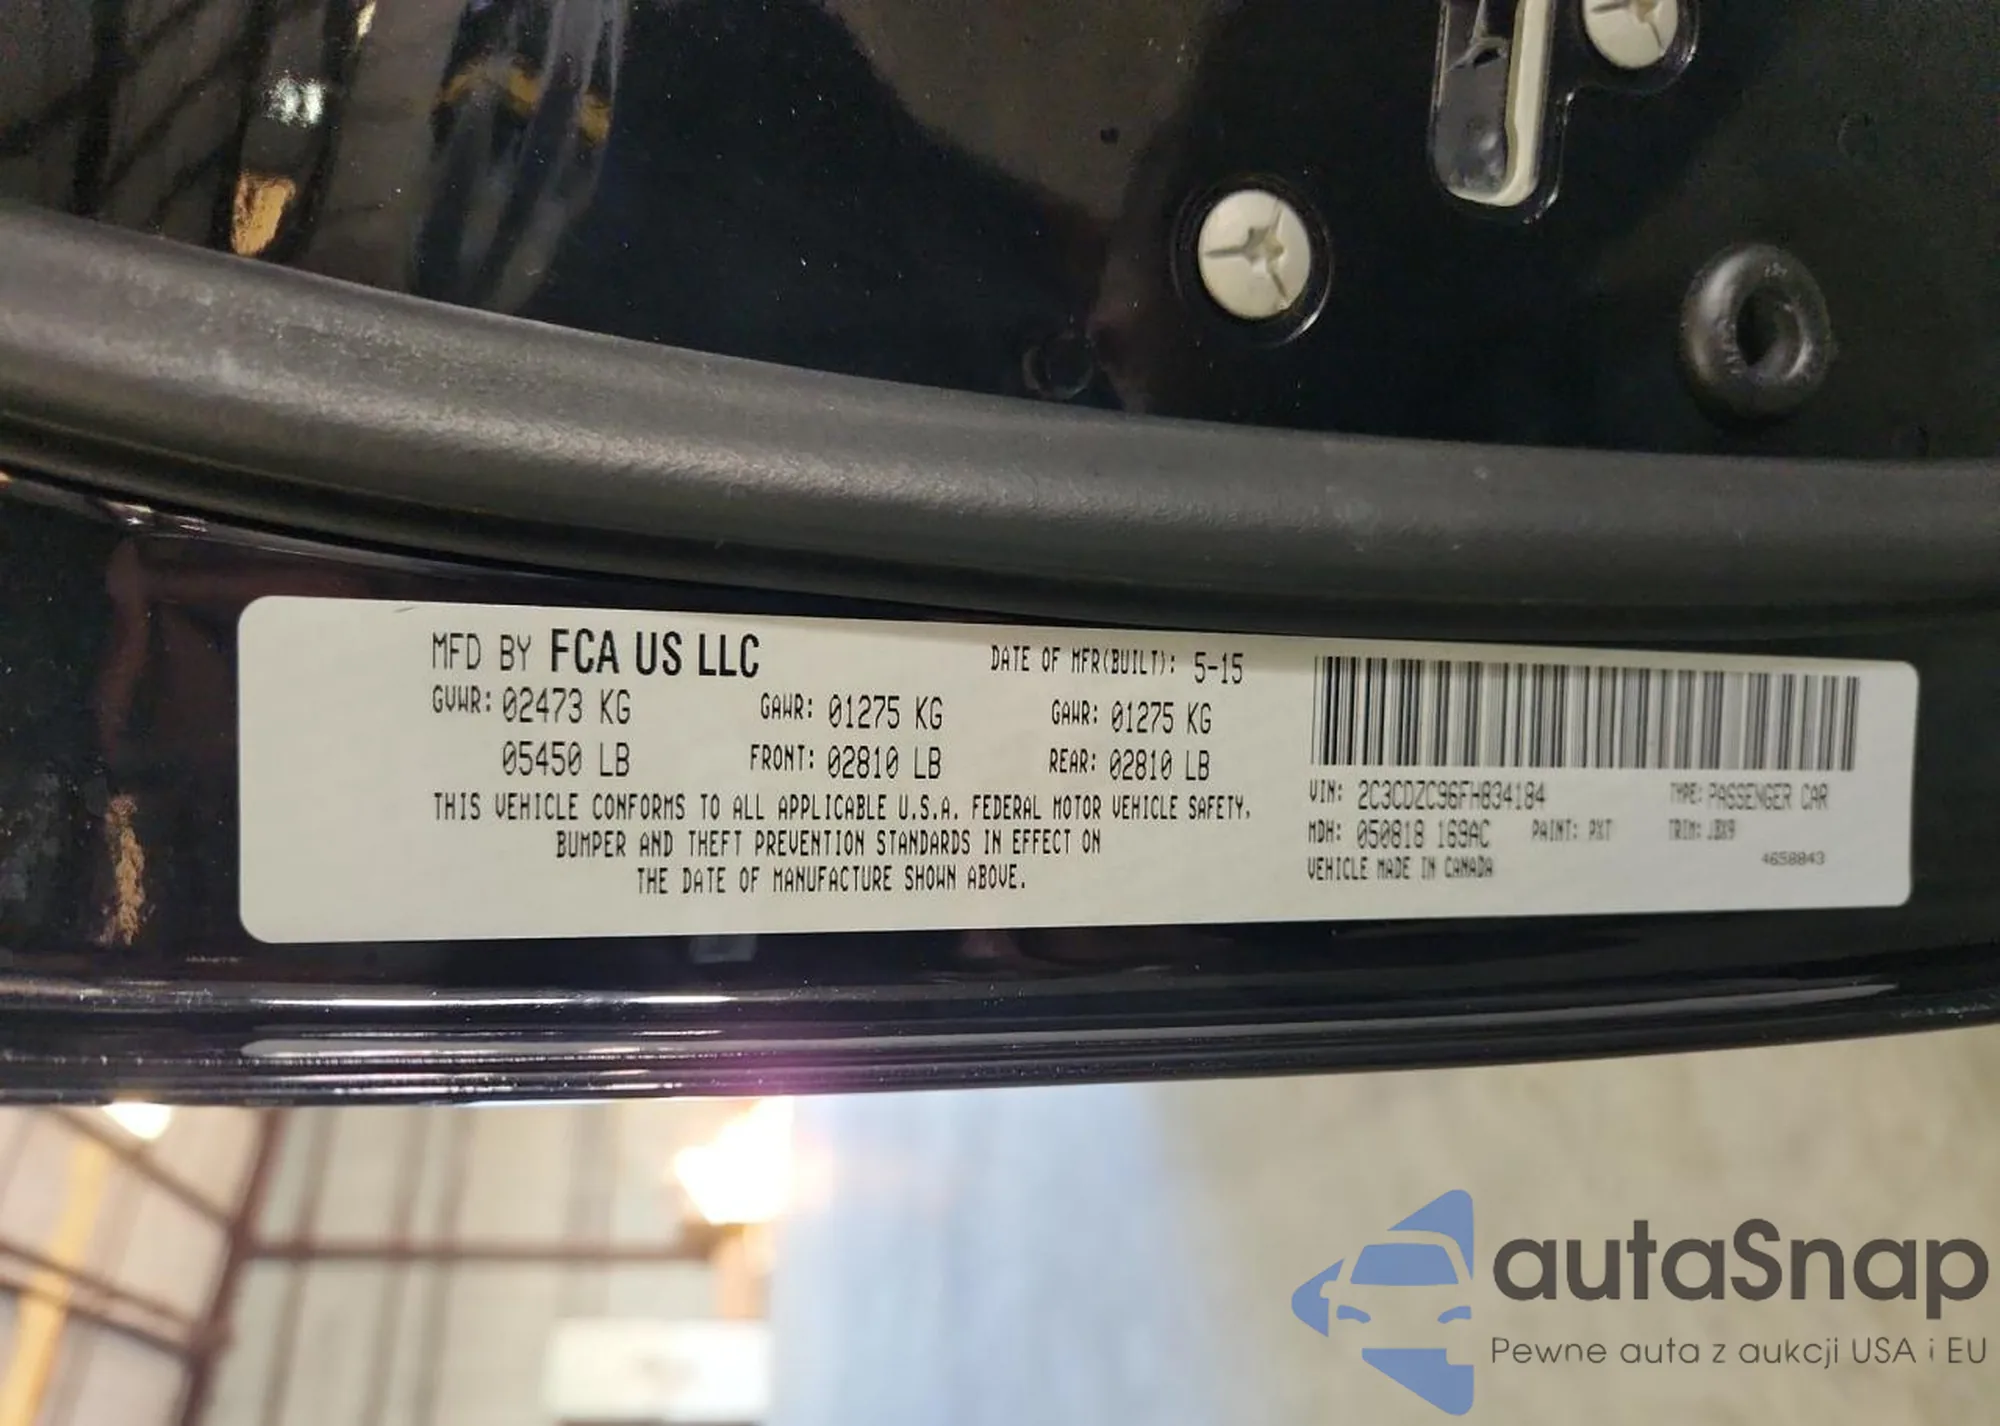 MFD BY FCA US LLC DATE OF MFR(BUILT): 5-15
GVWR: 02473 KG GAWR: 01275 KG GAWR: 01275 KG
05450 LB FRONT: 02810 LB REAR: 02810 LB
THIS VEHICLE CONFORMS TO ALL APPLICABLE U.S.A. FEDERAL MOTOR VEHICLE SAFETY,
BUMPER AND THEFT PREVENTION STANDARDS IN EFFECT ON
THE DATE OF MANUFACTURE SHOWN ABOVE.
VIN: 2C3CDZC96FH834184 TYPE: PASSENGER CAR
MDH: 050818 169AC PAINT: PXT TRIM: JBX9
VEHICLE MADE IN CANADA 4658843
autaSnap
Pewne auta z aukcji USA i EU